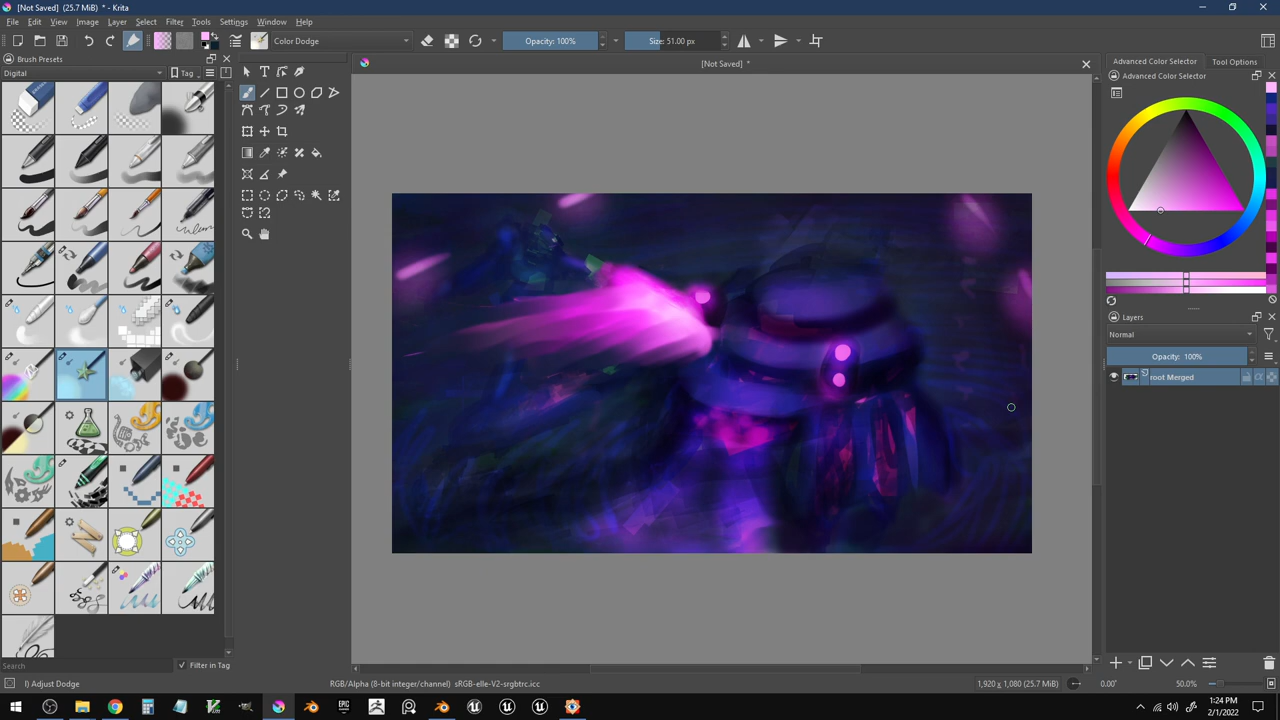 [Not Saved] (25.7 MiB) * - Krita
File Edit View Image Layer Select Filter Tools Settings Window Help
Color Dodge
Opacity: 100%
Size: 51.00 px
Brush Presets
Digital
Tag
[Not Saved] *
Advanced Color Selector
Tool Options
Advanced Color Selector
Layers
Normal
Opacity: 100%
root Merged
Search
Filter in Tag
I) Adjust Dodge
RGB/Alpha (8-bit integer/channel) sRGB-elle-V2-srgbtrc.icc
1,920 x 1,080 (25.7 MiB)
0.00°
50.0%
EPIC
1:24 PM
2/1/2022